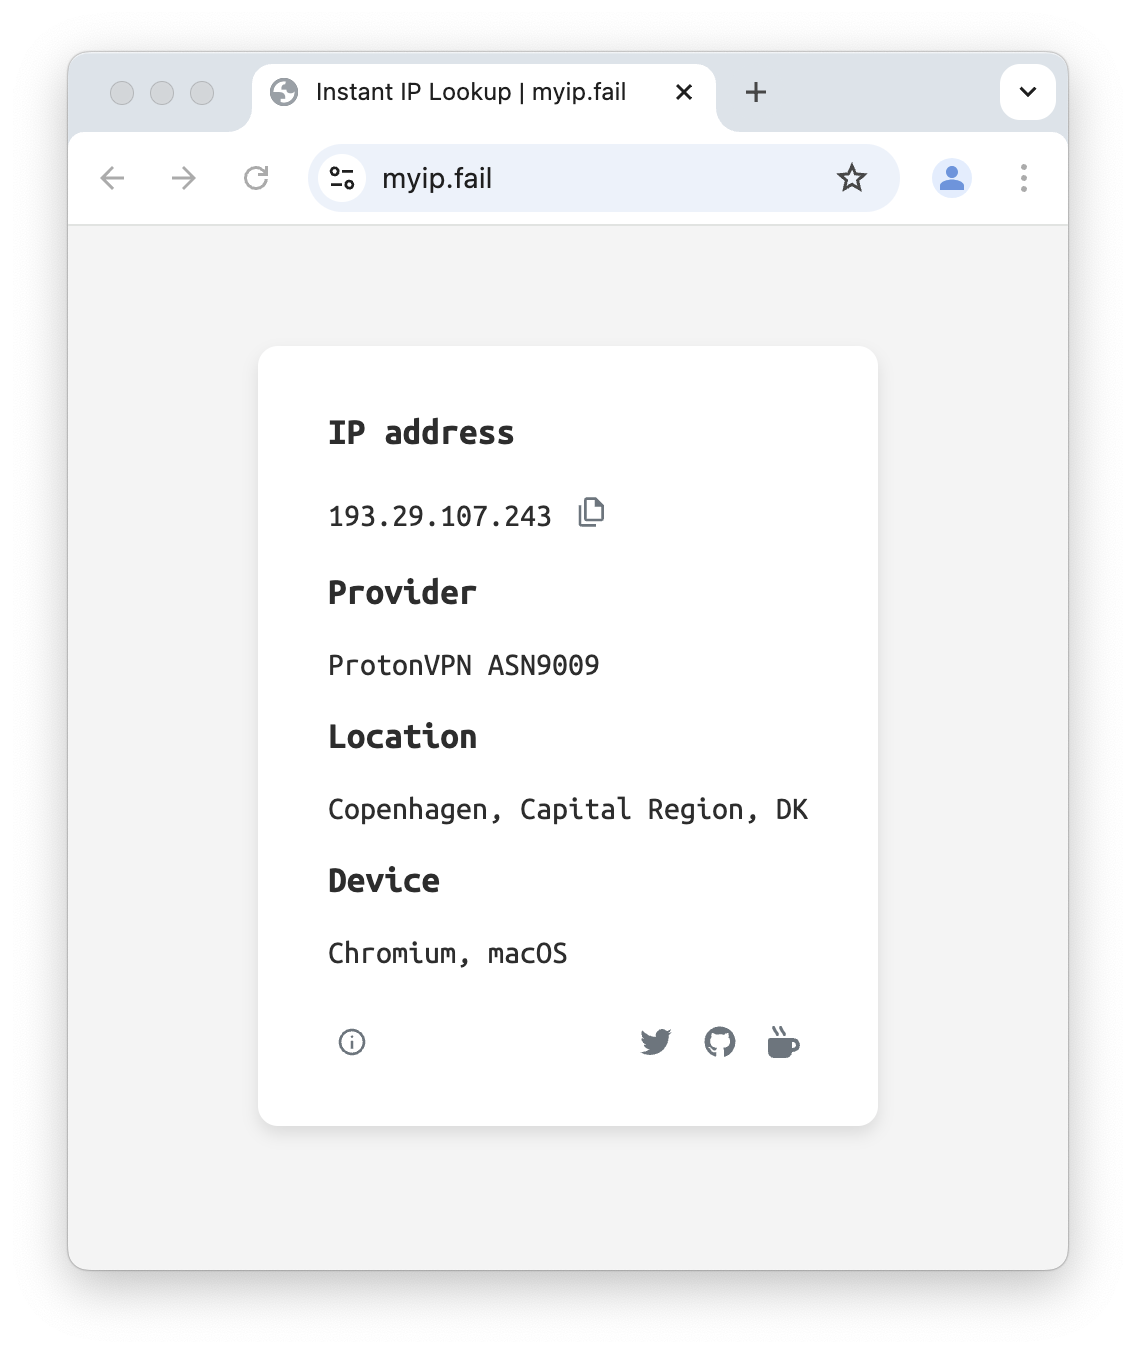 Instant IP Lookup | myip.fail
myip.fail
IP address
193.29.107.243
Provider
ProtonVPN ASN9009
Location
Copenhagen, Capital Region, DK
Device
Chromium, macOS